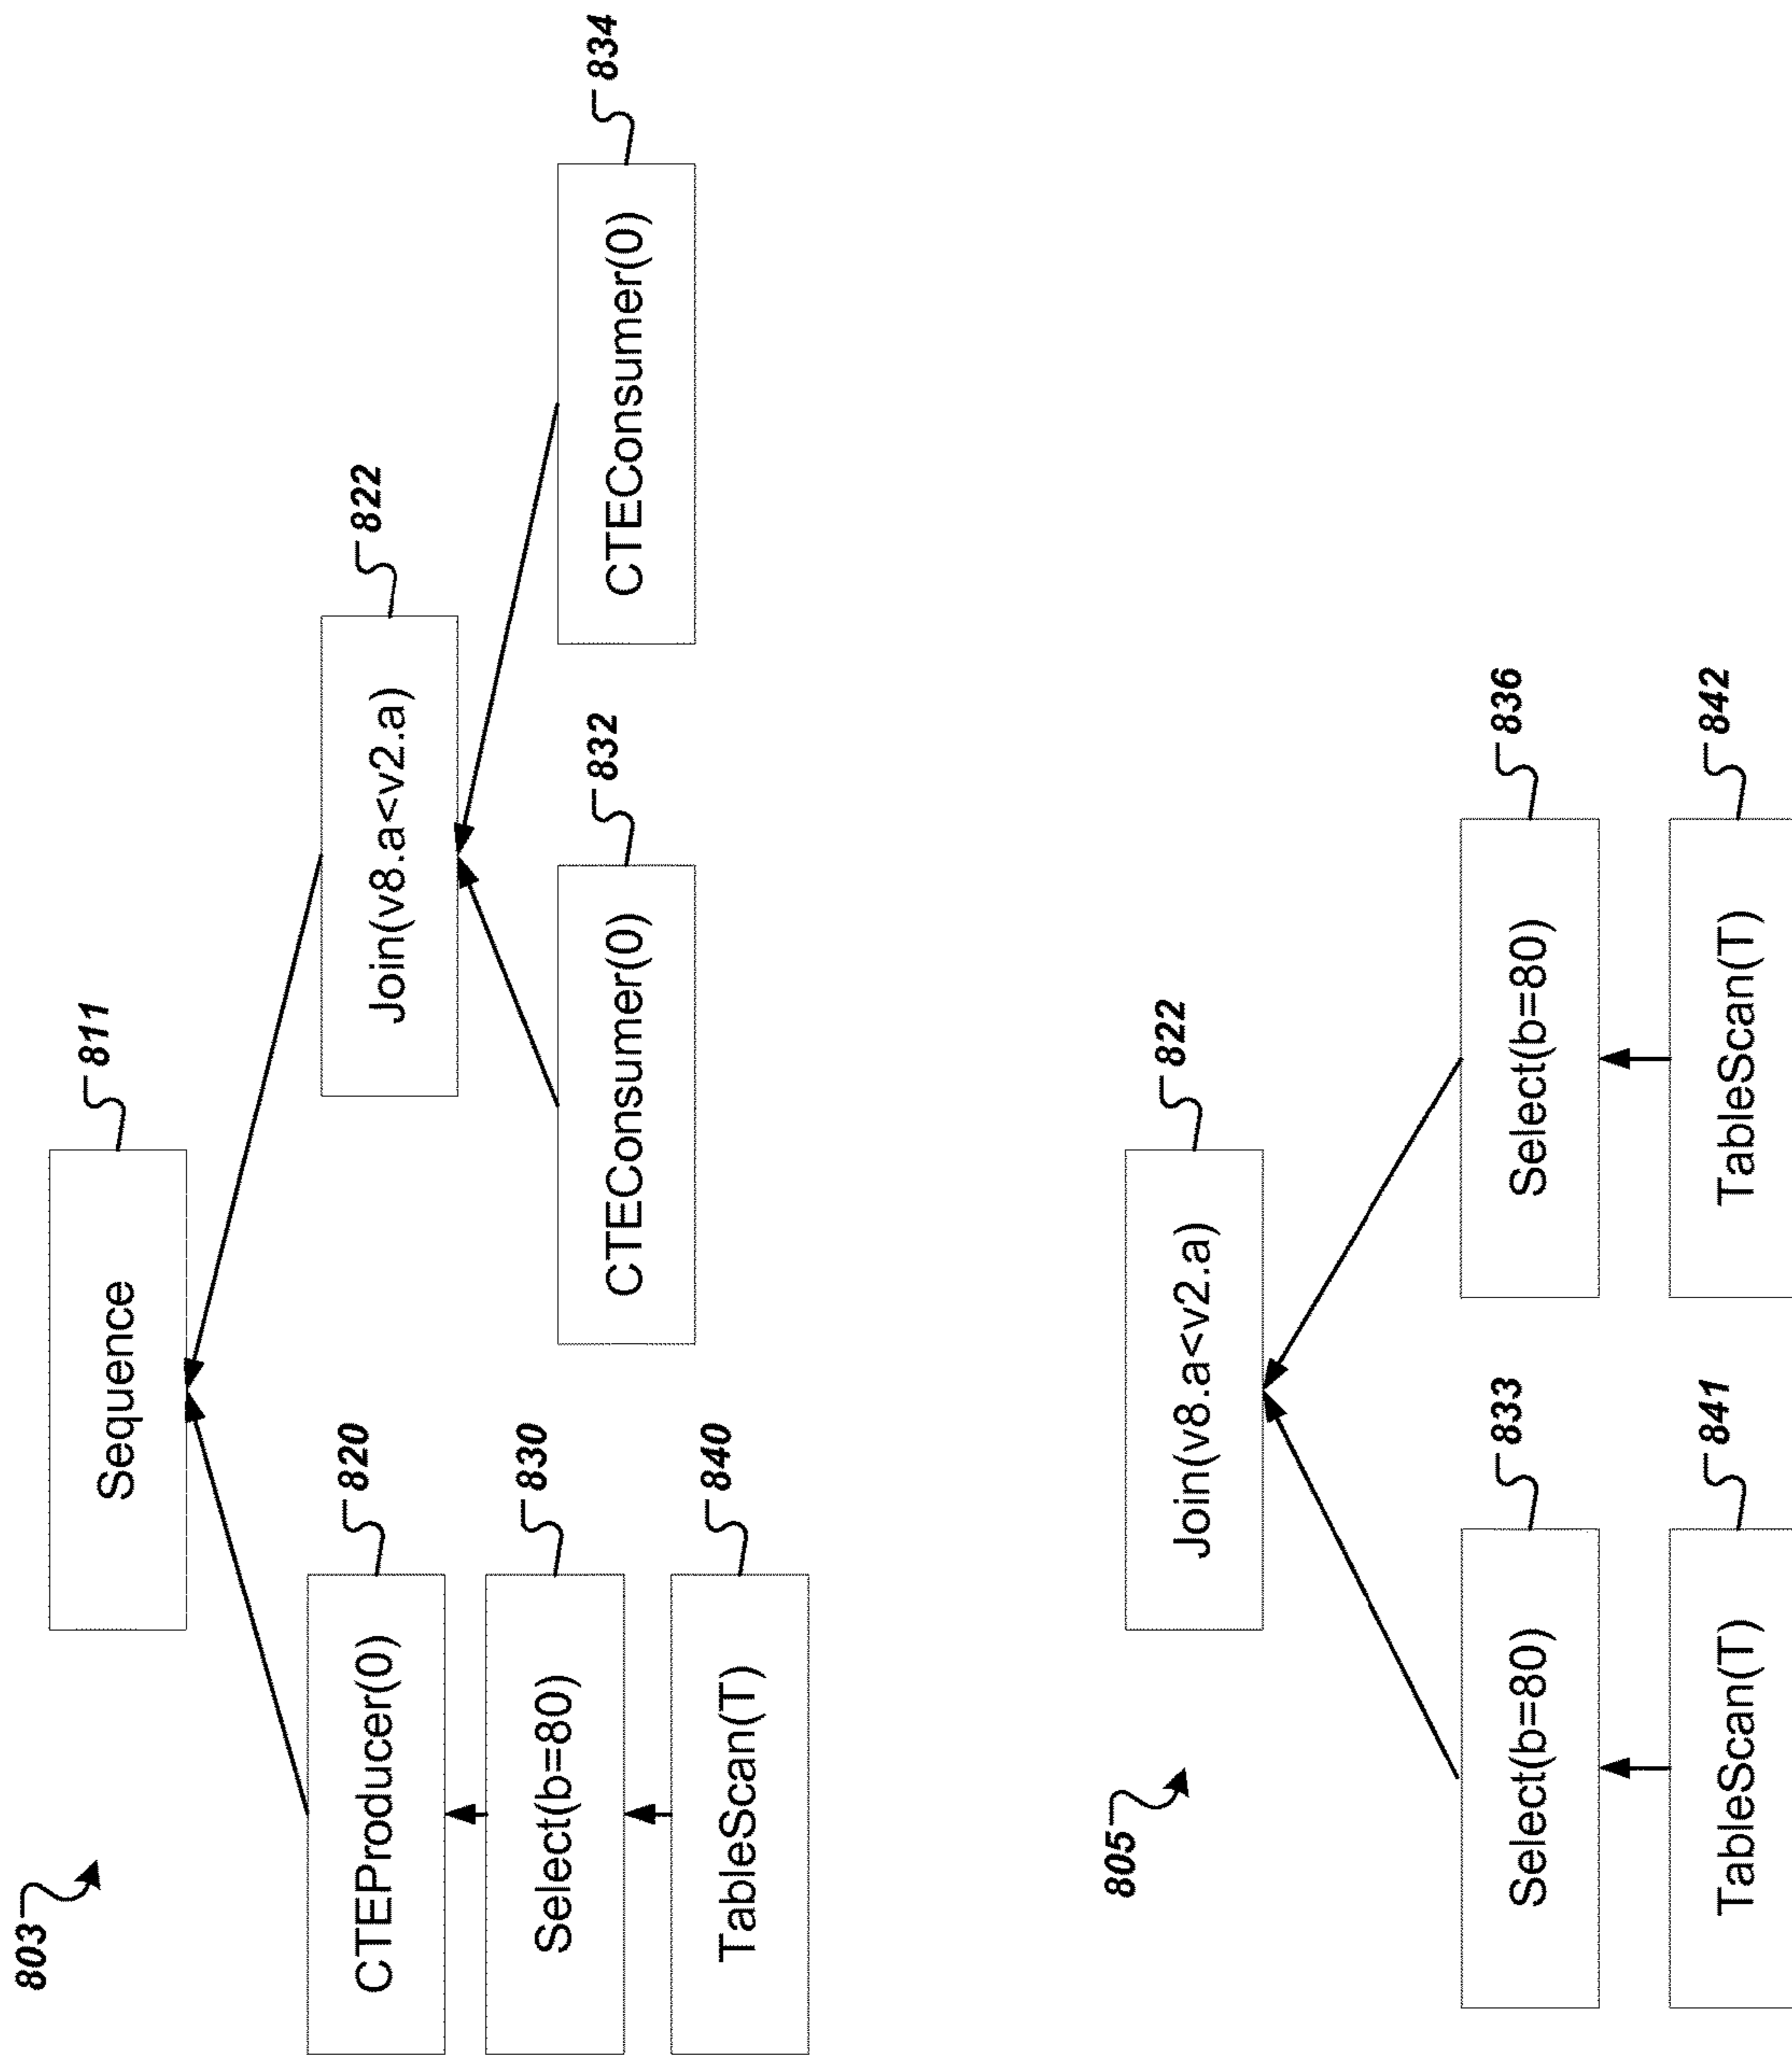 803
Sequence
811
CTEProducer(0)
820
Join(v8.a<v2.a)
822
Select(b=80)
830
CTEConsumer(0)
832
CTEConsumer(0)
834
TableScan(T)
840
805
Join(v8.a<v2.a)
822
Select(b=80)
833
Select(b=80)
836
TableScan(T)
841
TableScan(T)
842